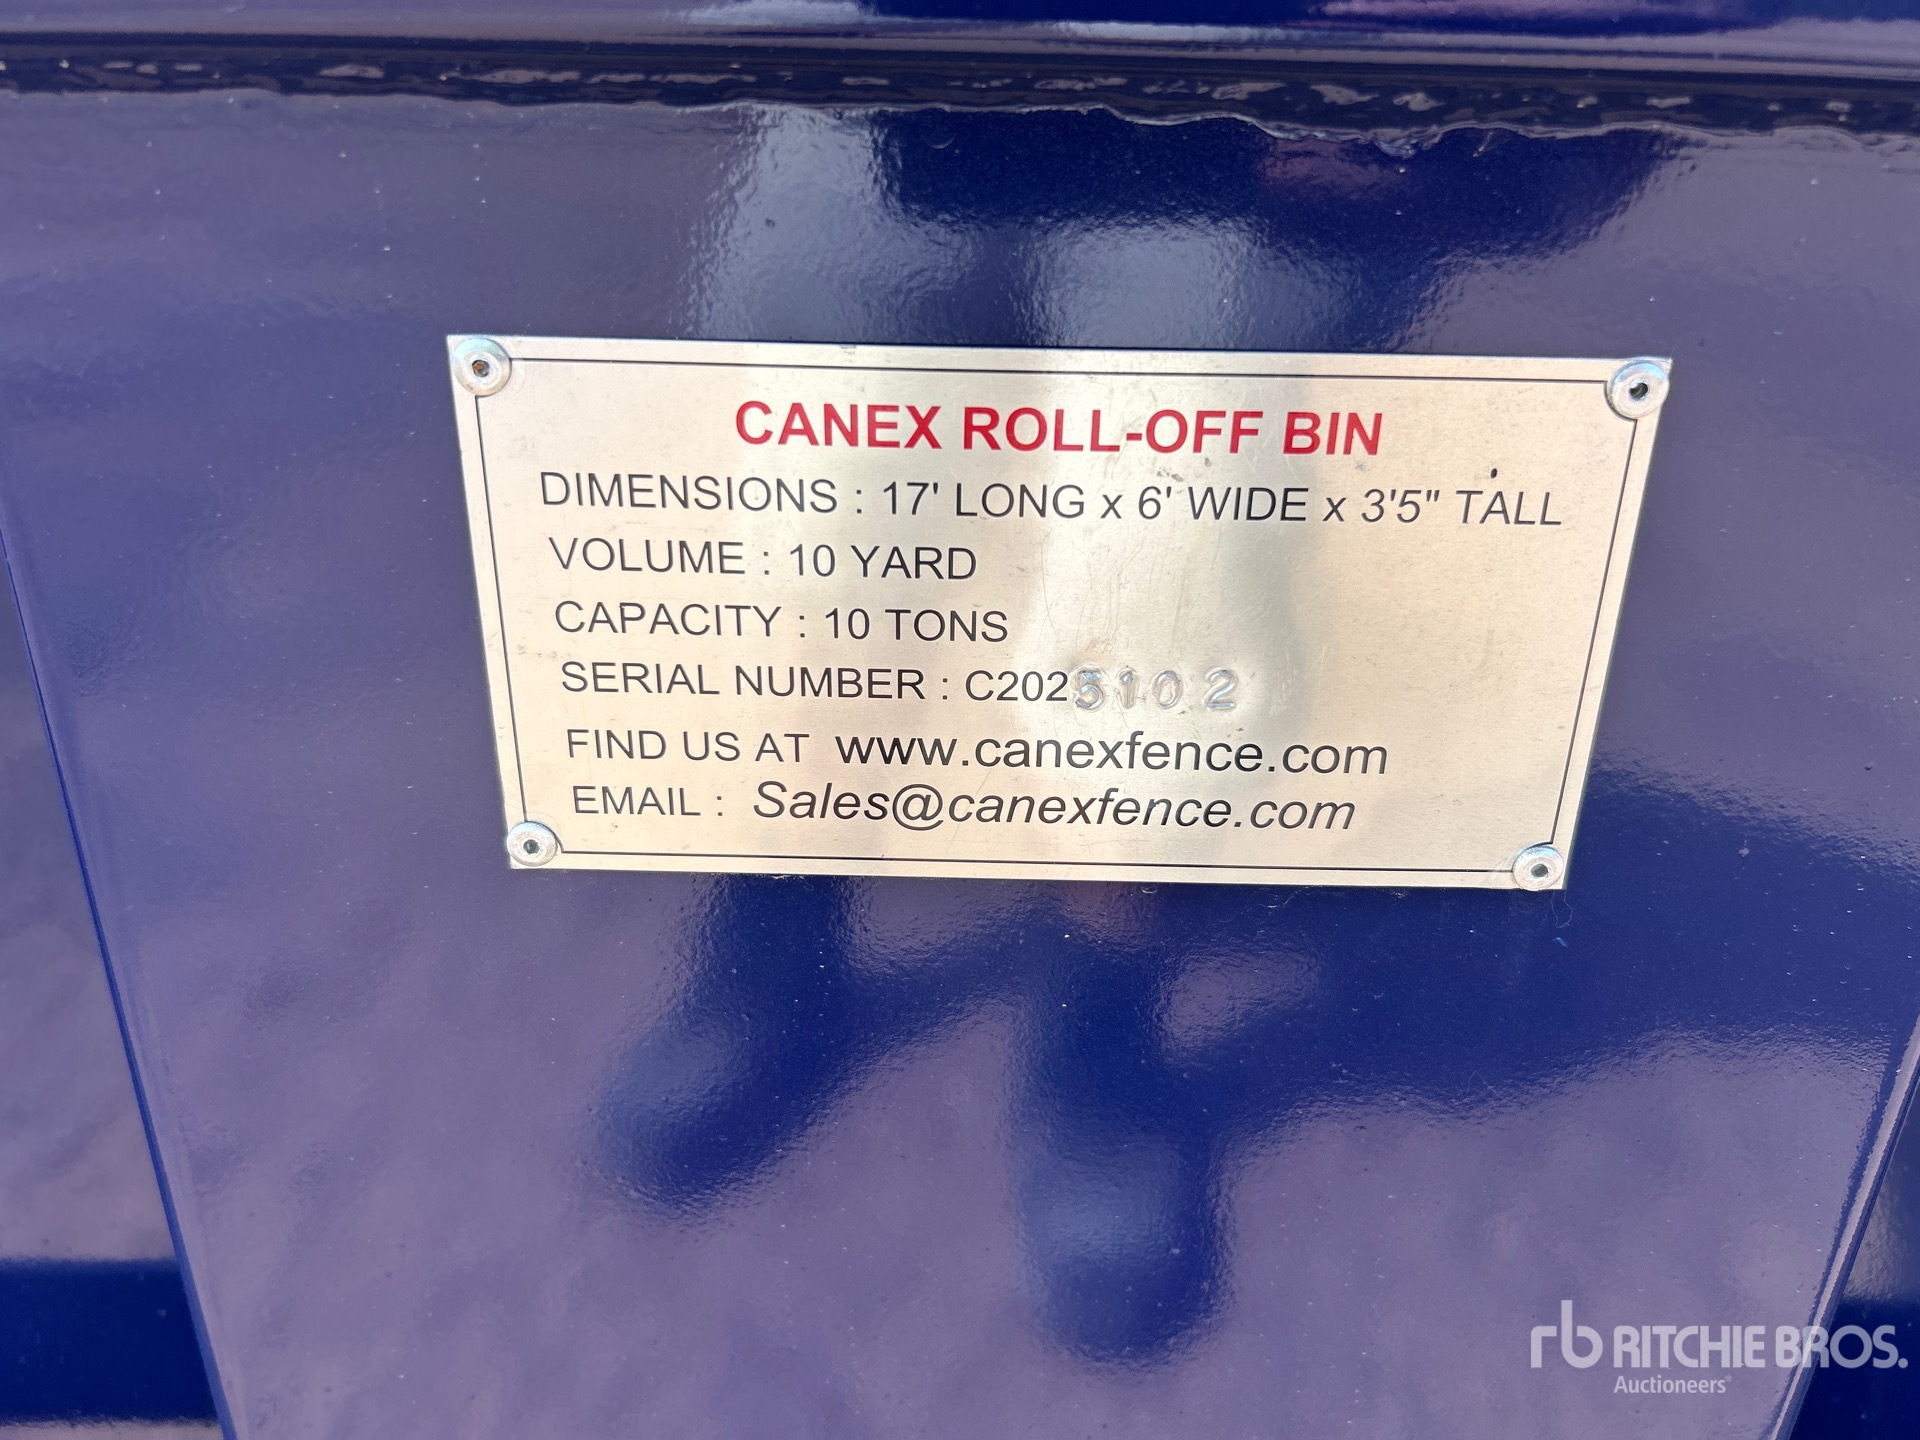 CANEX ROLL-OFF BIN
DIMENSIONS : 17' LONG x 6' WIDE x 3'5" TALL
VOLUME : 10 YARD
CAPACITY : 10 TONS
SERIAL NUMBER : C2025102
FIND US AT www.canexfence.com
EMAIL : Sales@canexfence.com
rb RITCHIE BROS.
Auctioneers